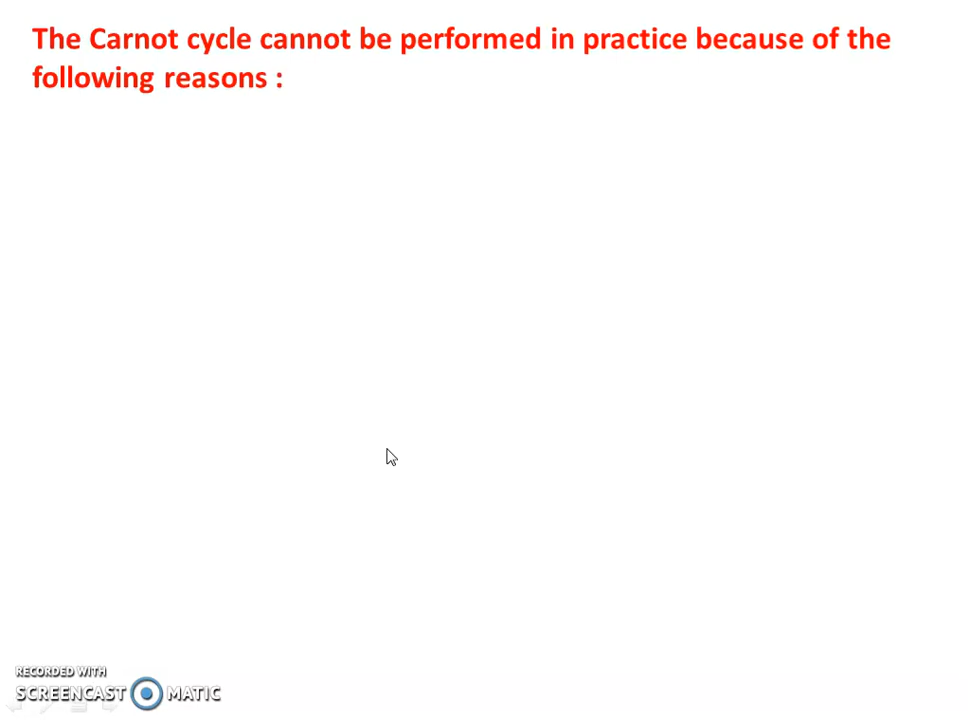 The Carnot cycle cannot be performed in practice because of the
following reasons :
RECORDED WITH
SCREENCAST MATIC